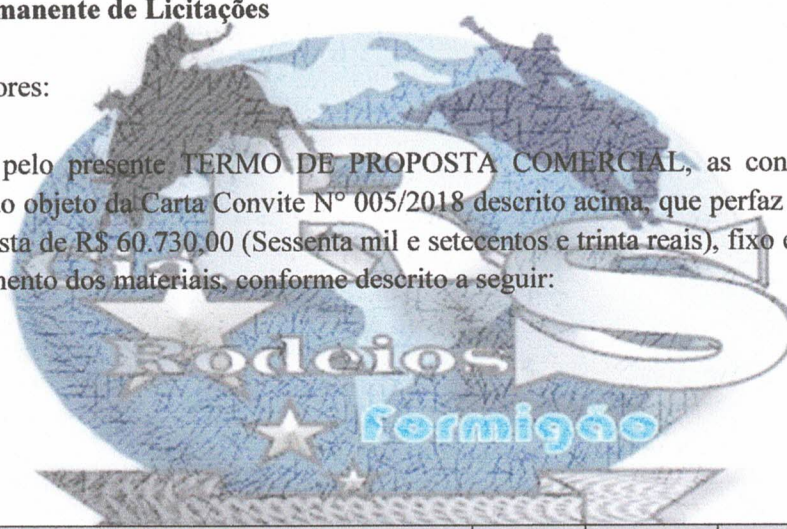 manente de Licitações
ores:
pelo presente TERMO DE PROPOSTA COMERCIAL, as con
o objeto da Carta Convite Nº 005/2018 descrito acima, que perfaz
sta de R$ 60.730,00 (Sessenta mil e setecentos e trinta reais), fixo e
mento dos materiais, conforme descrito a seguir:
Rodeios
formigão